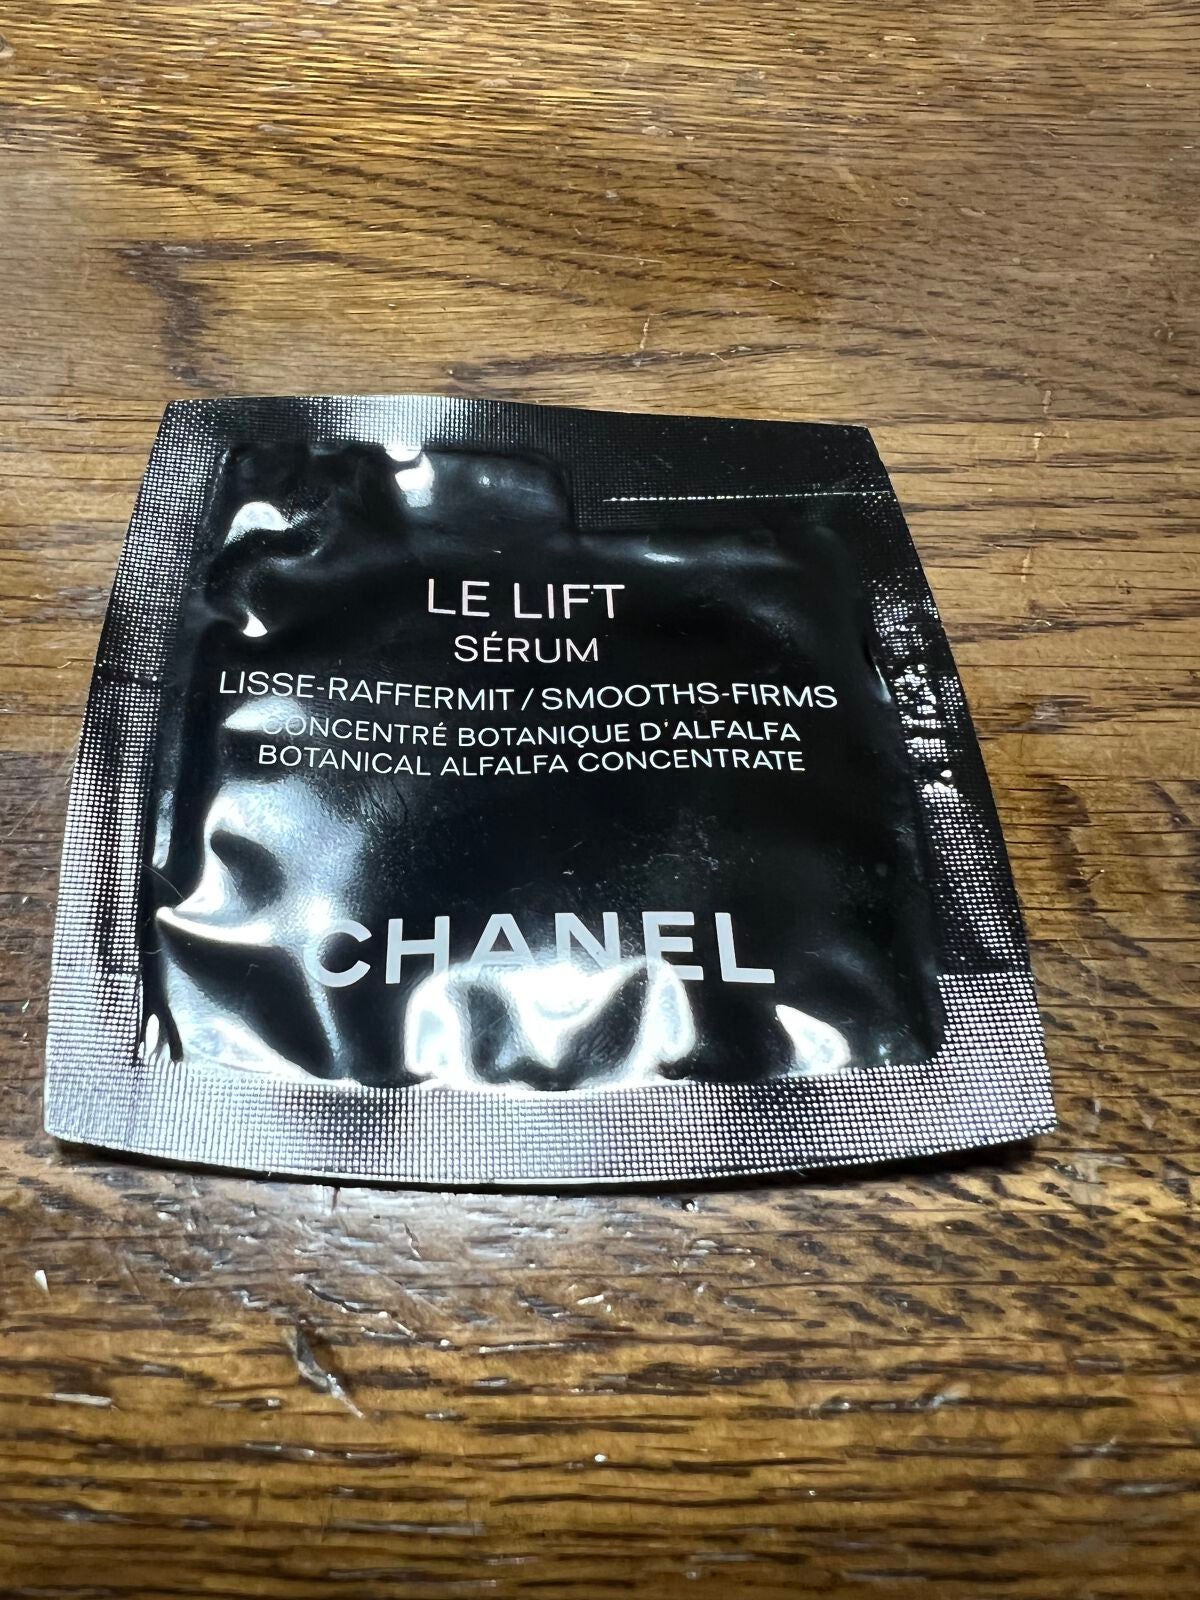 LE LIFT
SÉRUM
LISSE-RAFFERMIT / SMOOTHS-FIRMS
CONCENTRÉ BOTANIQUE D'ALFALFA
BOTANICAL ALFALFA CONCENTRATE
CHANEL